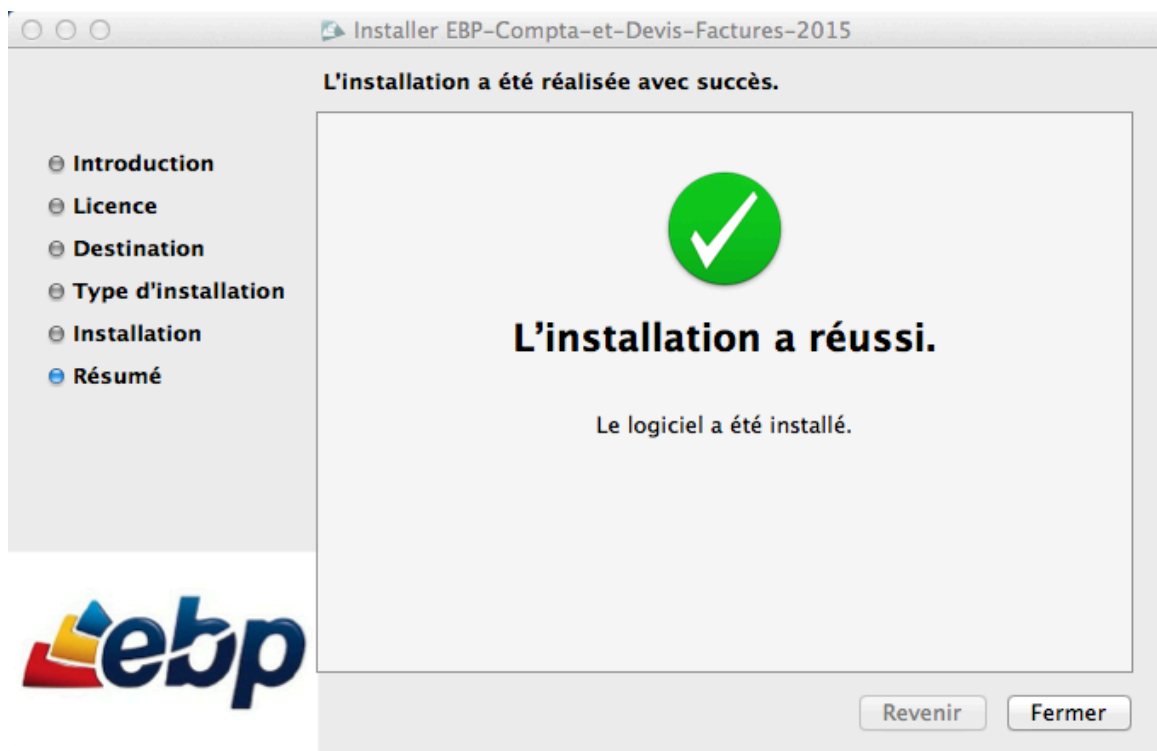 Installer EBP-Compta-et-Devis-Factures-2015
L'installation a été réalisée avec succès.
Introduction
Licence
Destination
Type d'installation
Installation
Résumé
L'installation a réussi.
Le logiciel a été installé.
ebp
Revenir
Fermer